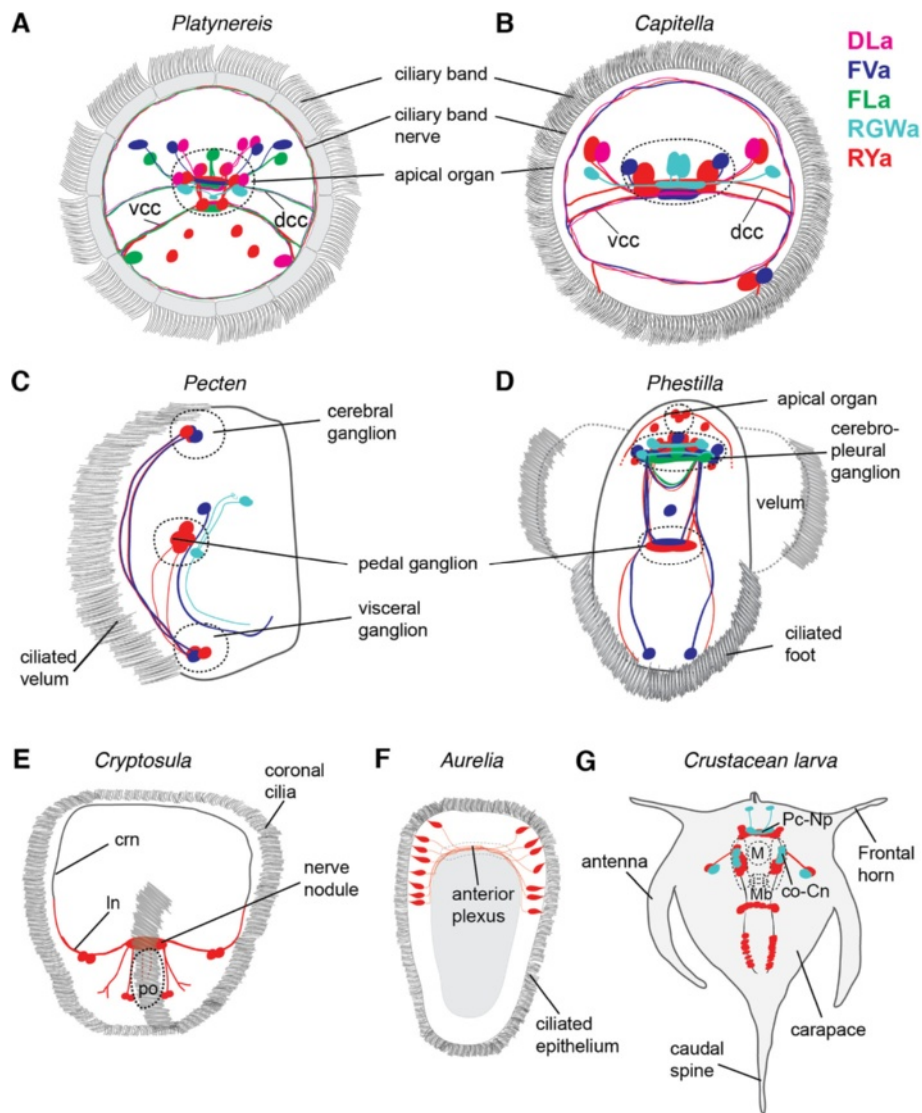 A
Platynereis
B
Capitella
DLa
FVa
FLa
RGWa
RYa
ciliary band
ciliary band
nerve
apical organ
vcc
dcc
vcc
dcc
C
Pecten
D
Phestilla
cerebral
ganglion
apical organ
cerebro-
pleural
ganglion
velum
pedal ganglion
visceral
ganglion
ciliated
velum
ciliated
foot
E
Cryptosula
coronal
cilia
crn
ln
nerve
nodule
po
F
Aurelia
anterior
plexus
ciliated
epithelium
G
Crustacean larva
Pc-Np
M
antenna
Frontal
horn
co-Cn
Mb
carapace
caudal
spine